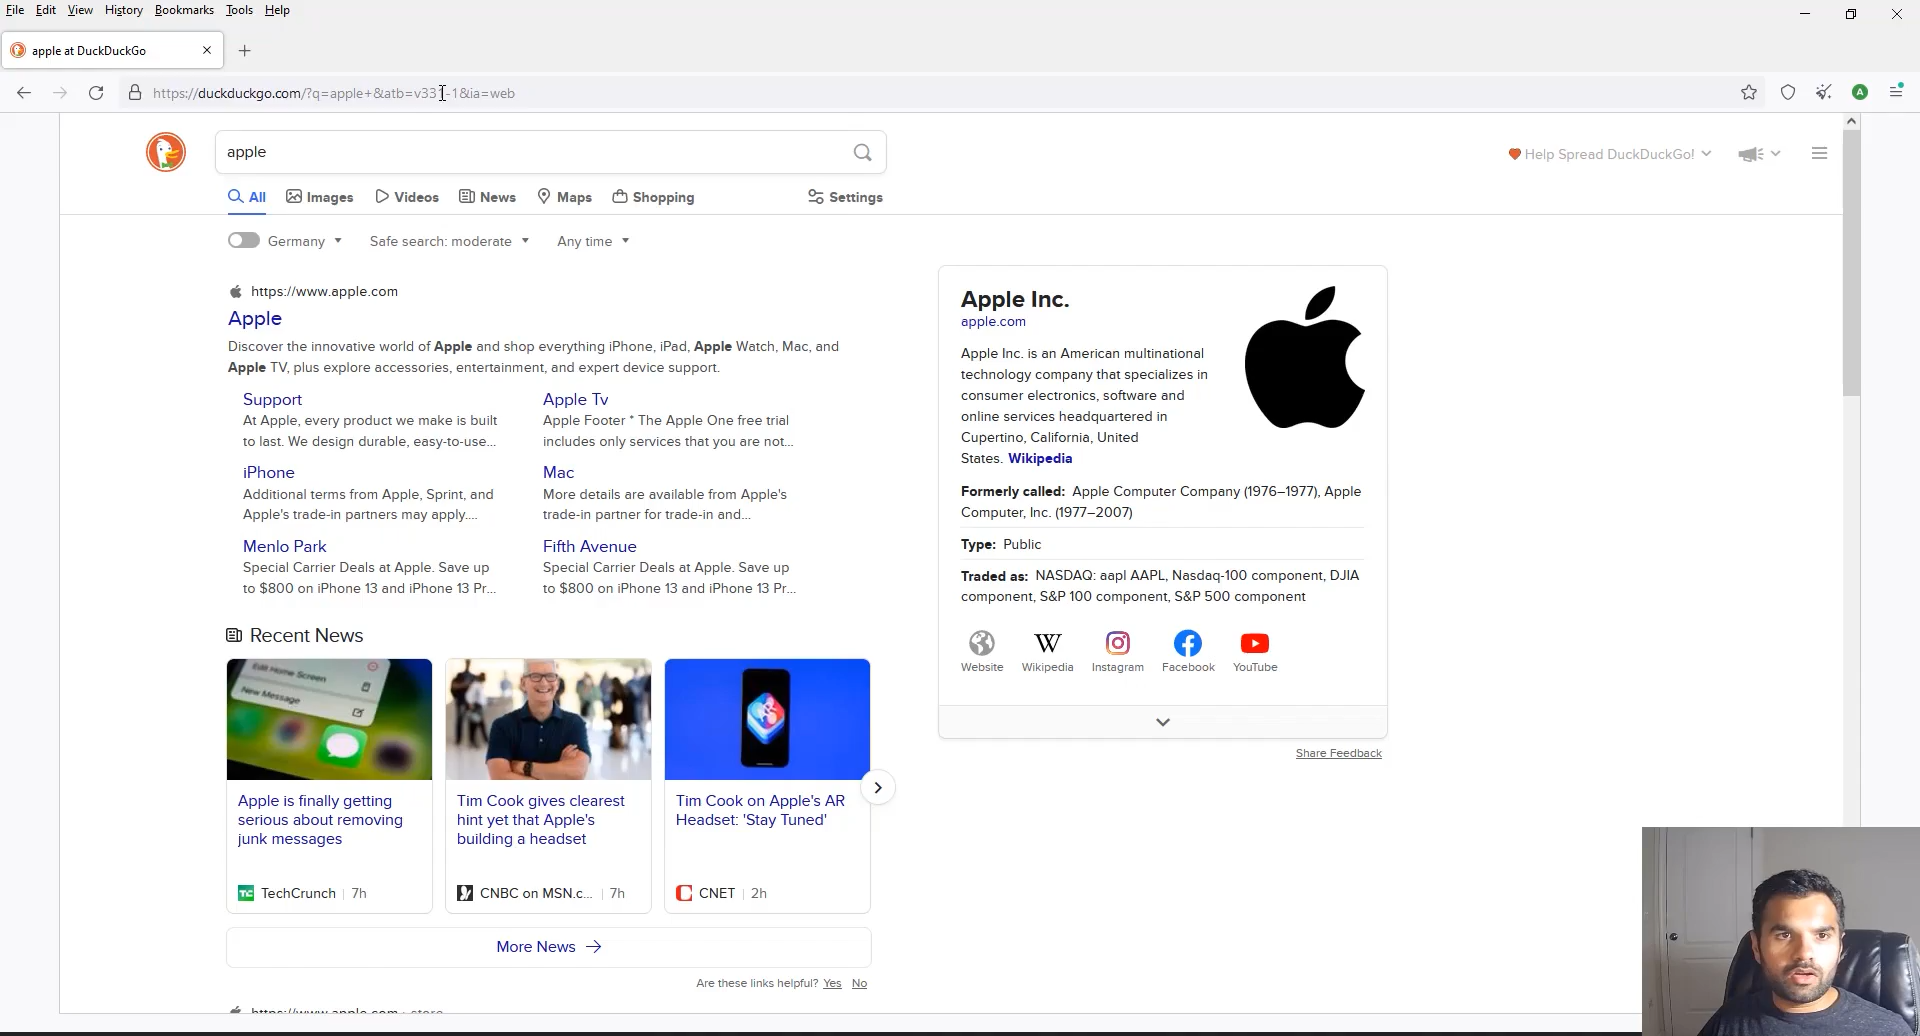 File Edit View History Bookmarks Tools Help
apple at DuckDuckGo
https://duckduckgo.com/?q=apple+&atb=v331-1&ia=web
apple
Help Spread DuckDuckGo!
All Images Videos News Maps Shopping Settings
Germany Safe search: moderate Any time
https://www.apple.com
Apple
Discover the innovative world of Apple and shop everything iPhone, iPad, Apple Watch, Mac, and
Apple TV, plus explore accessories, entertainment, and expert device support.
Support
At Apple, every product we make is built
to last. We design durable, easy-to-use...
Apple Tv
Apple Footer * The Apple One free trial
includes only services that you are not...
iPhone
Additional terms from Apple, Sprint, and
Apple's trade-in partners may apply....
Mac
More details are available from Apple's
trade-in partner for trade-in and...
Menlo Park
Special Carrier Deals at Apple. Save up
to $800 on iPhone 13 and iPhone 13 Pr...
Fifth Avenue
Special Carrier Deals at Apple. Save up
to $800 on iPhone 13 and iPhone 13 Pr...
Recent News
Edit Home Screen
New Message
Apple is finally getting
serious about removing
junk messages
TechCrunch | 7h
Tim Cook gives clearest
hint yet that Apple's
building a headset
CNBC on MSN.c... | 7h
Tim Cook on Apple's AR
Headset: 'Stay Tuned'
CNET | 2h
More News
Are these links helpful? Yes No
Apple Inc.
apple.com
Apple Inc. is an American multinational
technology company that specializes in
consumer electronics, software and
online services headquartered in
Cupertino, California, United
States. Wikipedia
Formerly called: Apple Computer Company (1976–1977), Apple
Computer, Inc. (1977–2007)
Type: Public
Traded as: NASDAQ: aapl AAPL, Nasdaq-100 component, DJIA
component, S&P 100 component, S&P 500 component
Website Wikipedia Instagram Facebook YouTube
Share Feedback